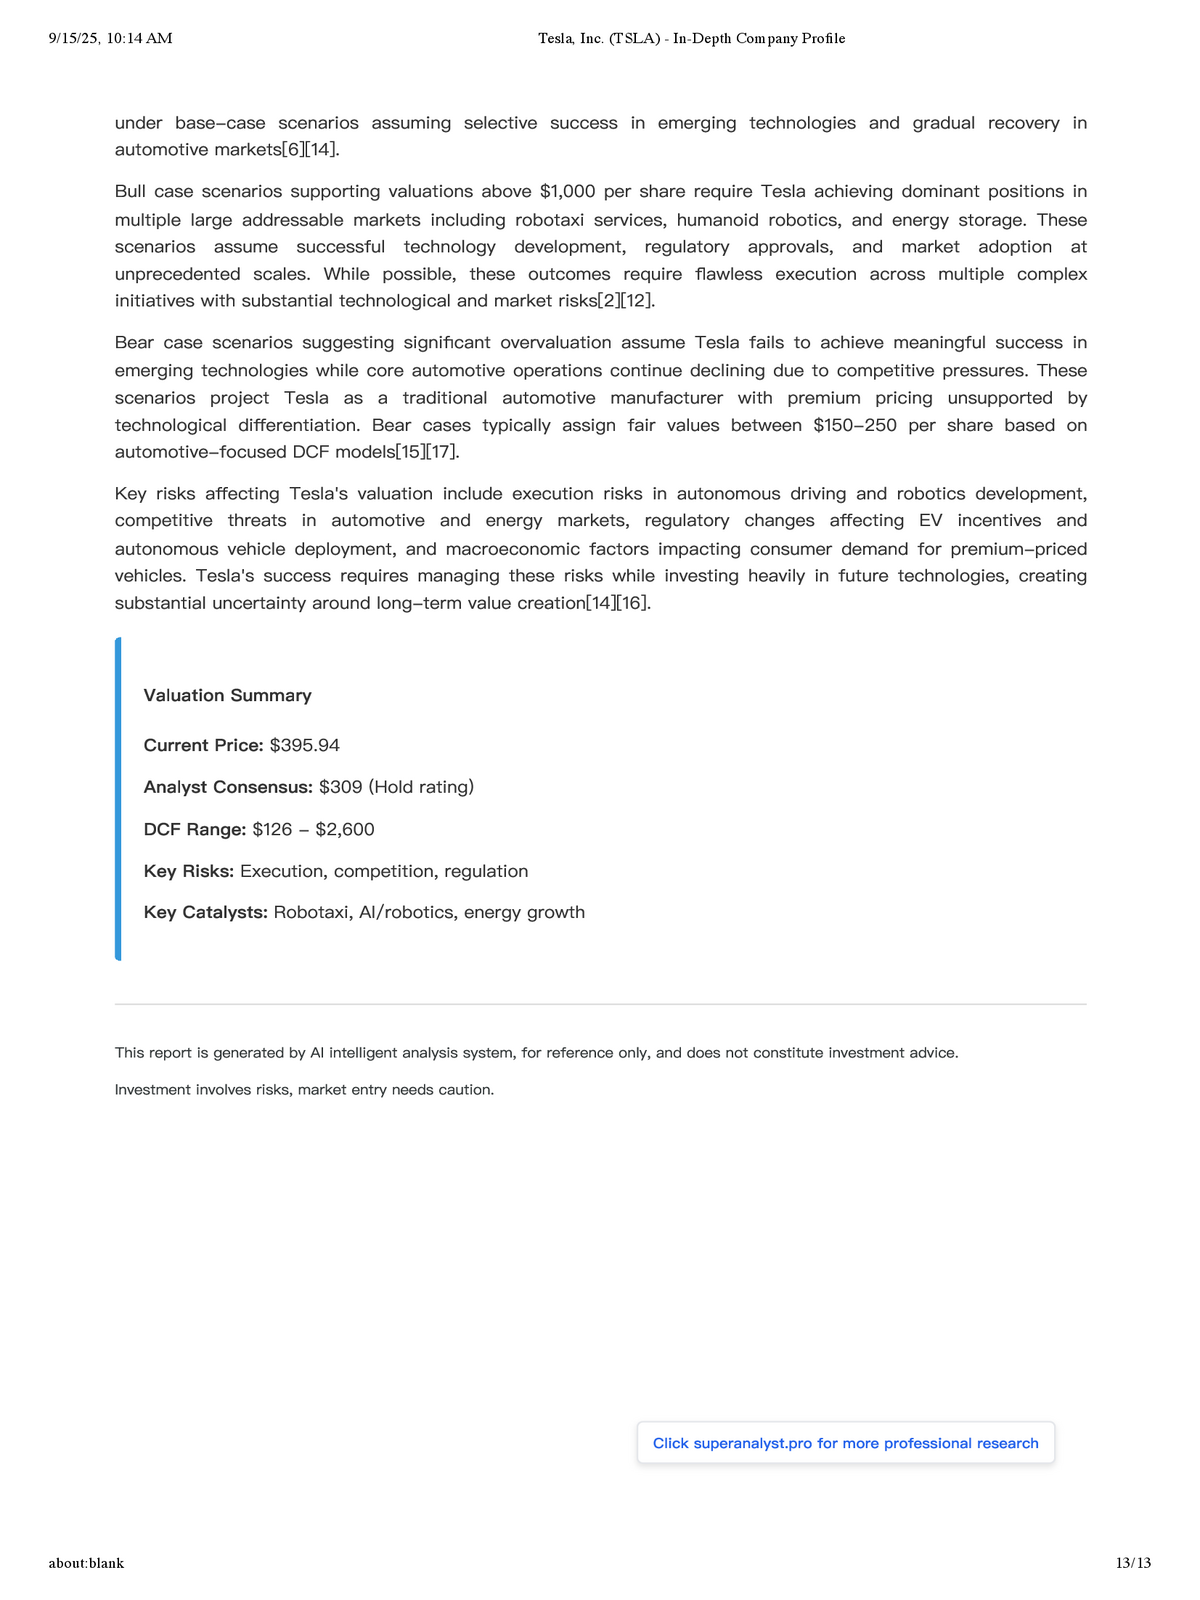 9/15/25, 10:14 AM
Tesla, Inc. (TSLA) - In-Depth Company Profile
under base-case scenarios assuming selective success in emerging technologies and gradual recovery in
automotive markets[6][14].
Bull case scenarios supporting valuations above $1,000 per share require Tesla achieving dominant positions in
multiple large addressable markets including robotaxi services, humanoid robotics, and energy storage. These
scenarios assume successful technology development, regulatory approvals, and market adoption at
unprecedented scales. While possible, these outcomes require flawless execution across multiple complex
initiatives with substantial technological and market risks[2][12].
Bear case scenarios suggesting significant overvaluation assume Tesla fails to achieve meaningful success in
emerging technologies while core automotive operations continue declining due to competitive pressures. These
scenarios project Tesla as a traditional automotive manufacturer with premium pricing unsupported by
technological differentiation. Bear cases typically assign fair values between $150–250 per share based on
automotive-focused DCF models[15][17].
Key risks affecting Tesla's valuation include execution risks in autonomous driving and robotics development,
competitive threats in automotive and energy markets, regulatory changes affecting EV incentives and
autonomous vehicle deployment, and macroeconomic factors impacting consumer demand for premium-priced
vehicles. Tesla's success requires managing these risks while investing heavily in future technologies, creating
substantial uncertainty around long-term value creation[14][16].
Valuation Summary
Current Price: $395.94
Analyst Consensus: $309 (Hold rating)
DCF Range: $126 – $2,600
Key Risks: Execution, competition, regulation
Key Catalysts: Robotaxi, AI/robotics, energy growth
This report is generated by AI intelligent analysis system, for reference only, and does not constitute investment advice.
Investment involves risks, market entry needs caution.
Click superanalyst.pro for more professional research
about:blank
13/13